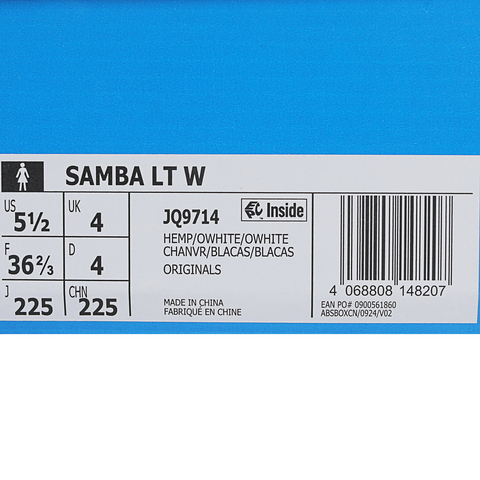 SAMBA LT W
US 5½ UK 4
F 36⅔ D 4
J 225 CHN 225
JQ9714
Inside
HEMP/OWHITE/OWHITE
CHANVR/BLACAS/BLACAS
ORIGINALS
MADE IN CHINA
FABRIQUÉ EN CHINE
4 068808 148207
EAN PO# 0900561860
ABSBOXCN/0924/V02